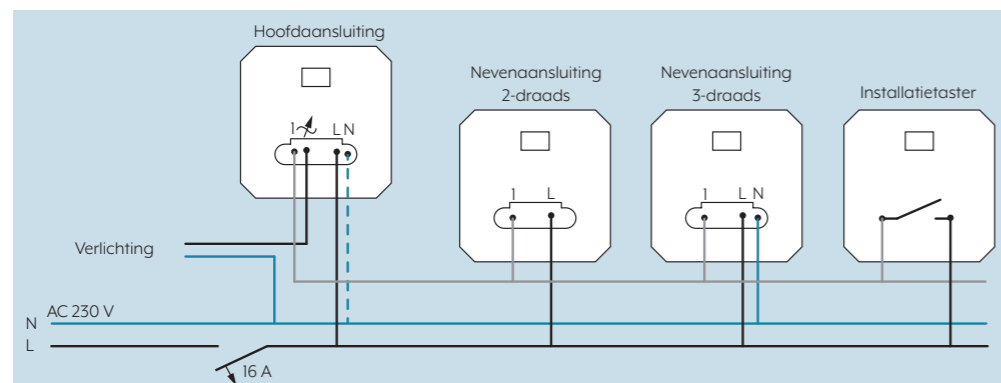 Hoofdaansluiting
Nevenaansluiting
2-draads
Nevenaansluiting
3-draads
Installatietaster
1 L N
1 L
1 L N
Verlichting
AC 230 V
N
L
16 A